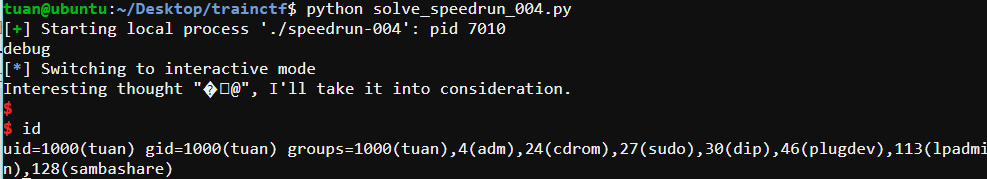 tuan@ubuntu:~/Desktop/trainctf$ python solve_speedrun_004.py
[+] Starting local process './speedrun-004': pid 7010
debug
[*] Switching to interactive mode
Interesting thought "�▯@", I'll take it into consideration.
$
$ id
uid=1000(tuan) gid=1000(tuan) groups=1000(tuan),4(adm),24(cdrom),27(sudo),30(dip),46(plugdev),113(lpadmi
n),128(sambashare)